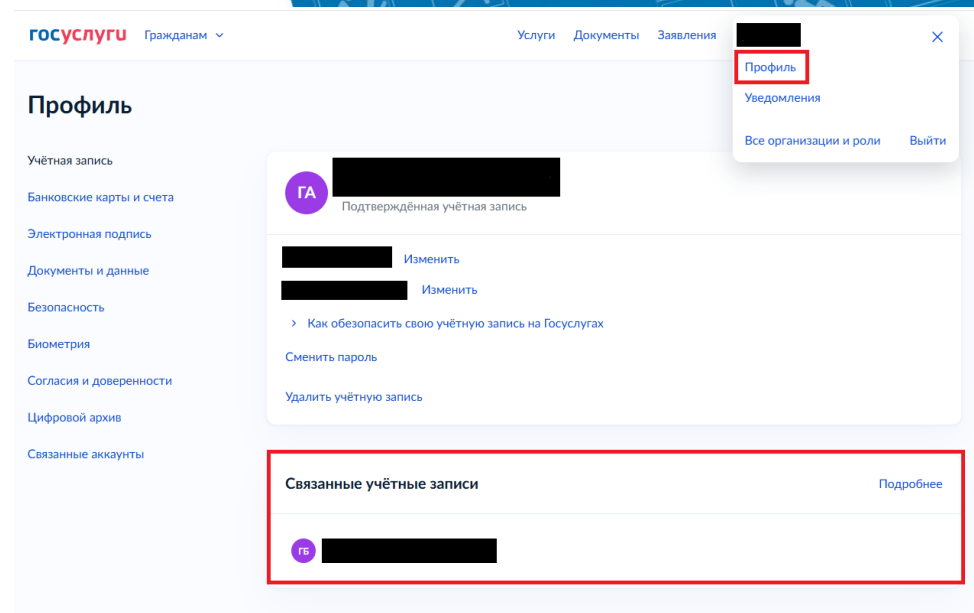 госуслуги Гражданам Услуги Документы Заявления
Профиль
Уведомления
Все организации и роли Выйти
Профиль
Учётная запись
Банковские карты и счета
Электронная подпись
Документы и данные
Безопасность
Биометрия
Согласия и доверенности
Цифровой архив
Связанные аккаунты
ГА
Подтверждённая учётная запись
Изменить
Изменить
Как обезопасить свою учётную запись на Госуслугах
Сменить пароль
Удалить учётную запись
Связанные учётные записи Подробнее
ГБ